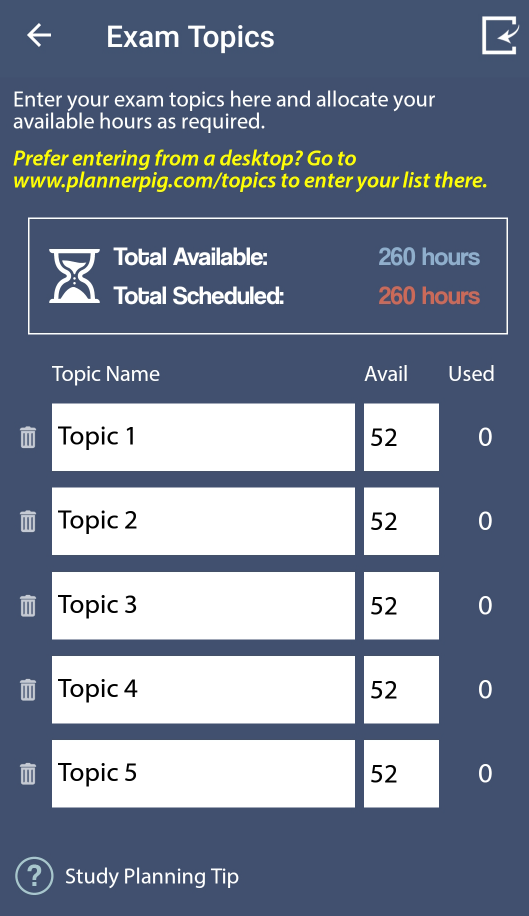 Exam Topics
Enter your exam topics here and allocate your
available hours as required.
Prefer entering from a desktop? Go to
www.plannerpig.com/topics to enter your list there.
Total Available: 260 hours
Total Scheduled: 260 hours
Topic Name Avail Used
Topic 1 52 0
Topic 2 52 0
Topic 3 52 0
Topic 4 52 0
Topic 5 52 0
? Study Planning Tip